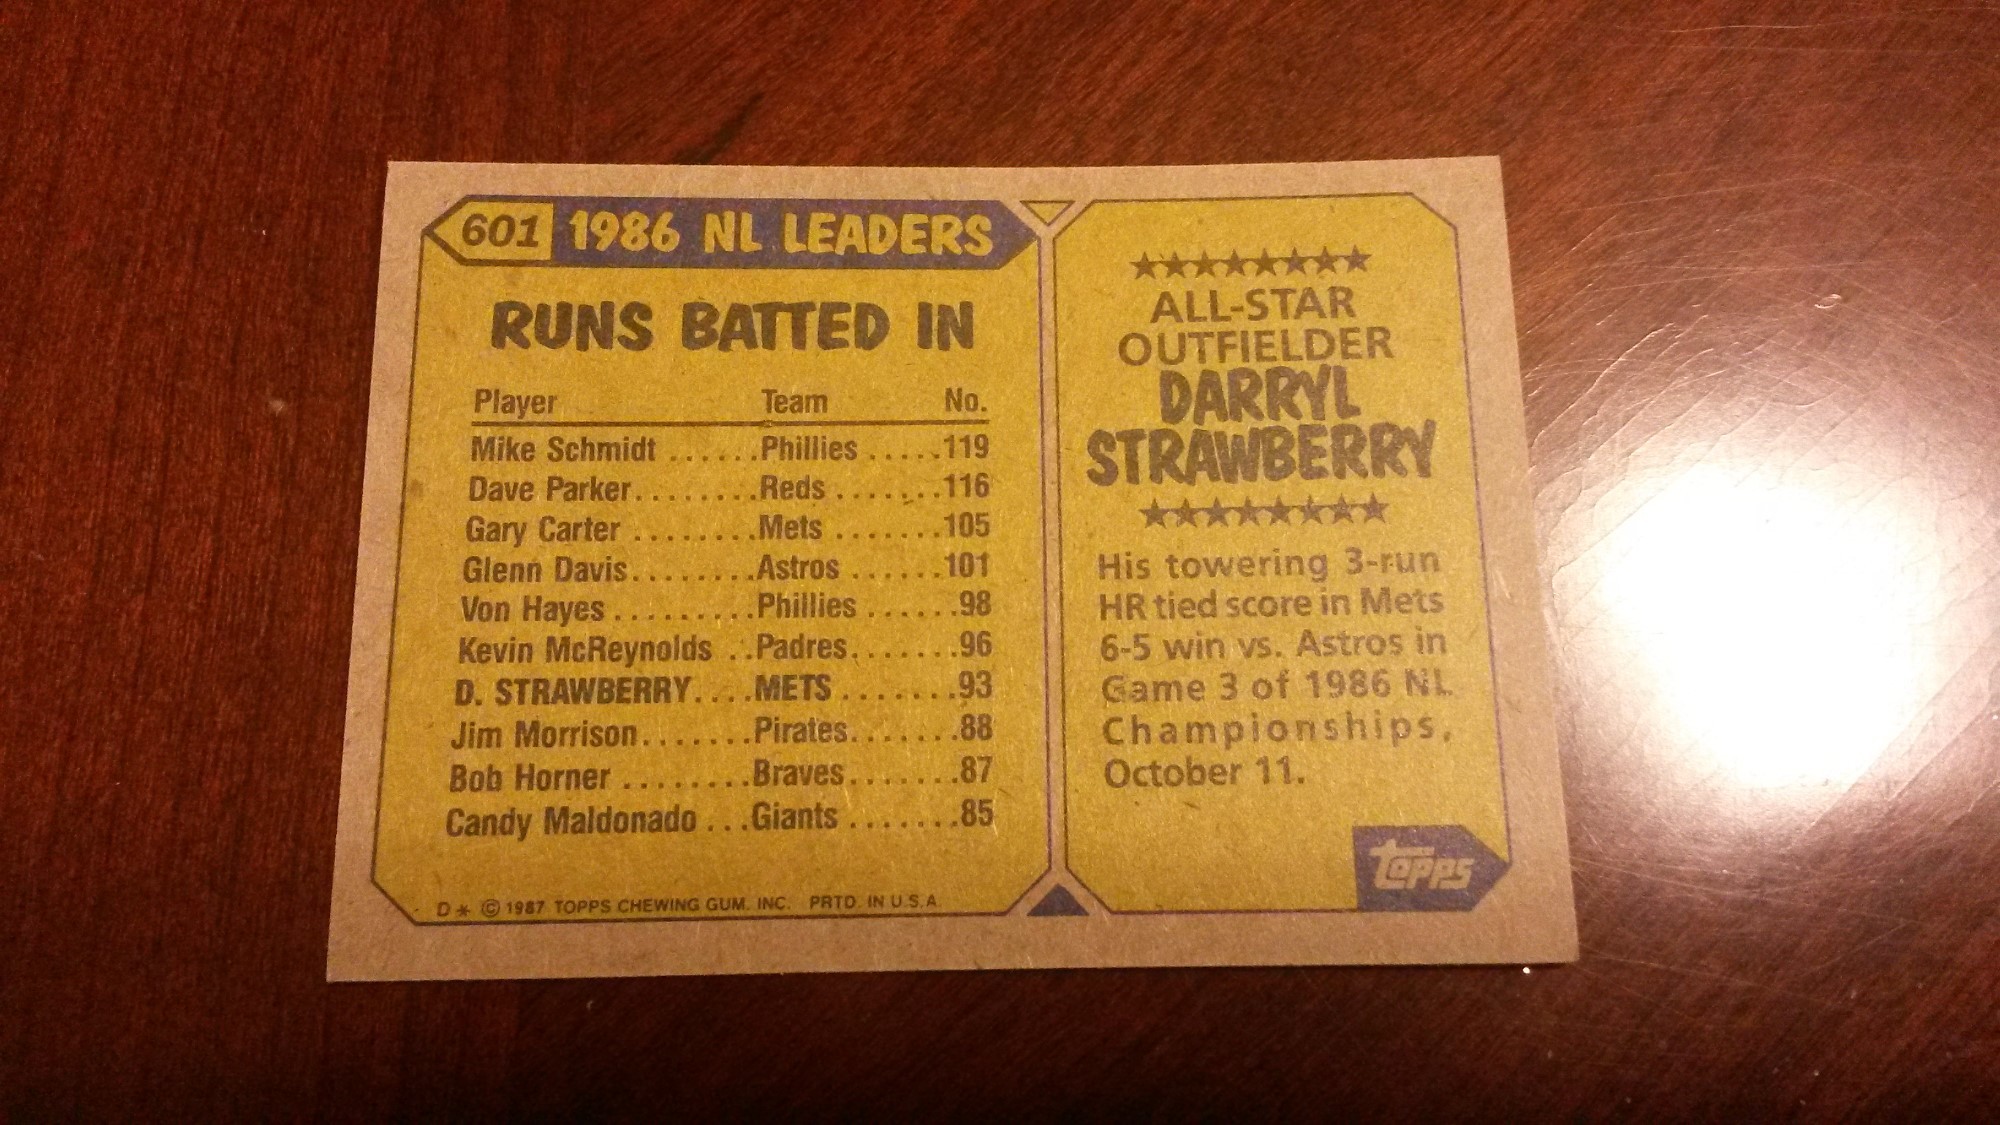 601 1986 NL LEADERS
RUNS BATTED IN
Player Team No.
Mike Schmidt ......Phillies .....119
Dave Parker........Reds .......116
Gary Carter ........Mets .......105
Glenn Davis........Astros ......101
Von Hayes ..........Phillies ......98
Kevin McReynolds ..Padres.......96
D. STRAWBERRY....METS .......93
Jim Morrison.......Pirates.......88
Bob Horner ........Braves.......87
Candy Maldonado ...Giants .......85
D* © 1987 TOPPS CHEWING GUM. INC. PRTD. IN U.S.A.
ALL-STAR
OUTFIELDER
DARRYL
STRAWBERRY
His towering 3-run
HR tied score in Mets
6-5 win vs. Astros in
Game 3 of 1986 NL
Championships,
October 11.
topps